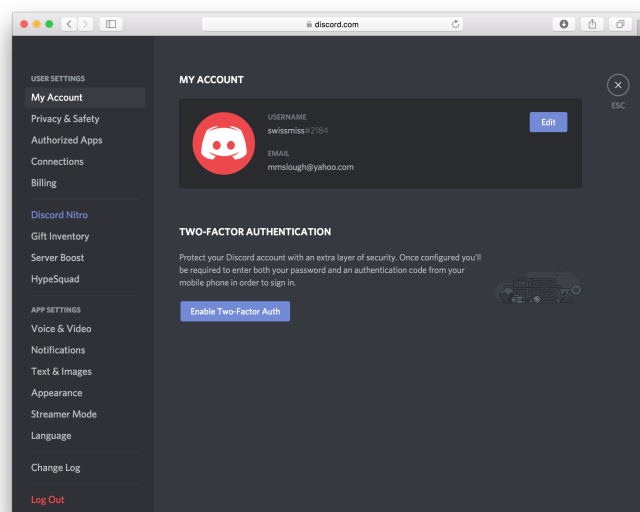 discord.com
USER SETTINGS
My Account
Privacy & Safety
Authorized Apps
Connections
Billing
Discord Nitro
Gift Inventory
Server Boost
HypeSquad
APP SETTINGS
Voice & Video
Notifications
Text & Images
Appearance
Streamer Mode
Language
Change Log
Log Out
MY ACCOUNT
USERNAME
swissmiss#2184
EMAIL
mmslough@yahoo.com
Edit
ESC
TWO-FACTOR AUTHENTICATION
Protect your Discord account with an extra layer of security. Once configured you'll
be required to enter both your password and an authentication code from your
mobile phone in order to sign in.
Enable Two-Factor Auth